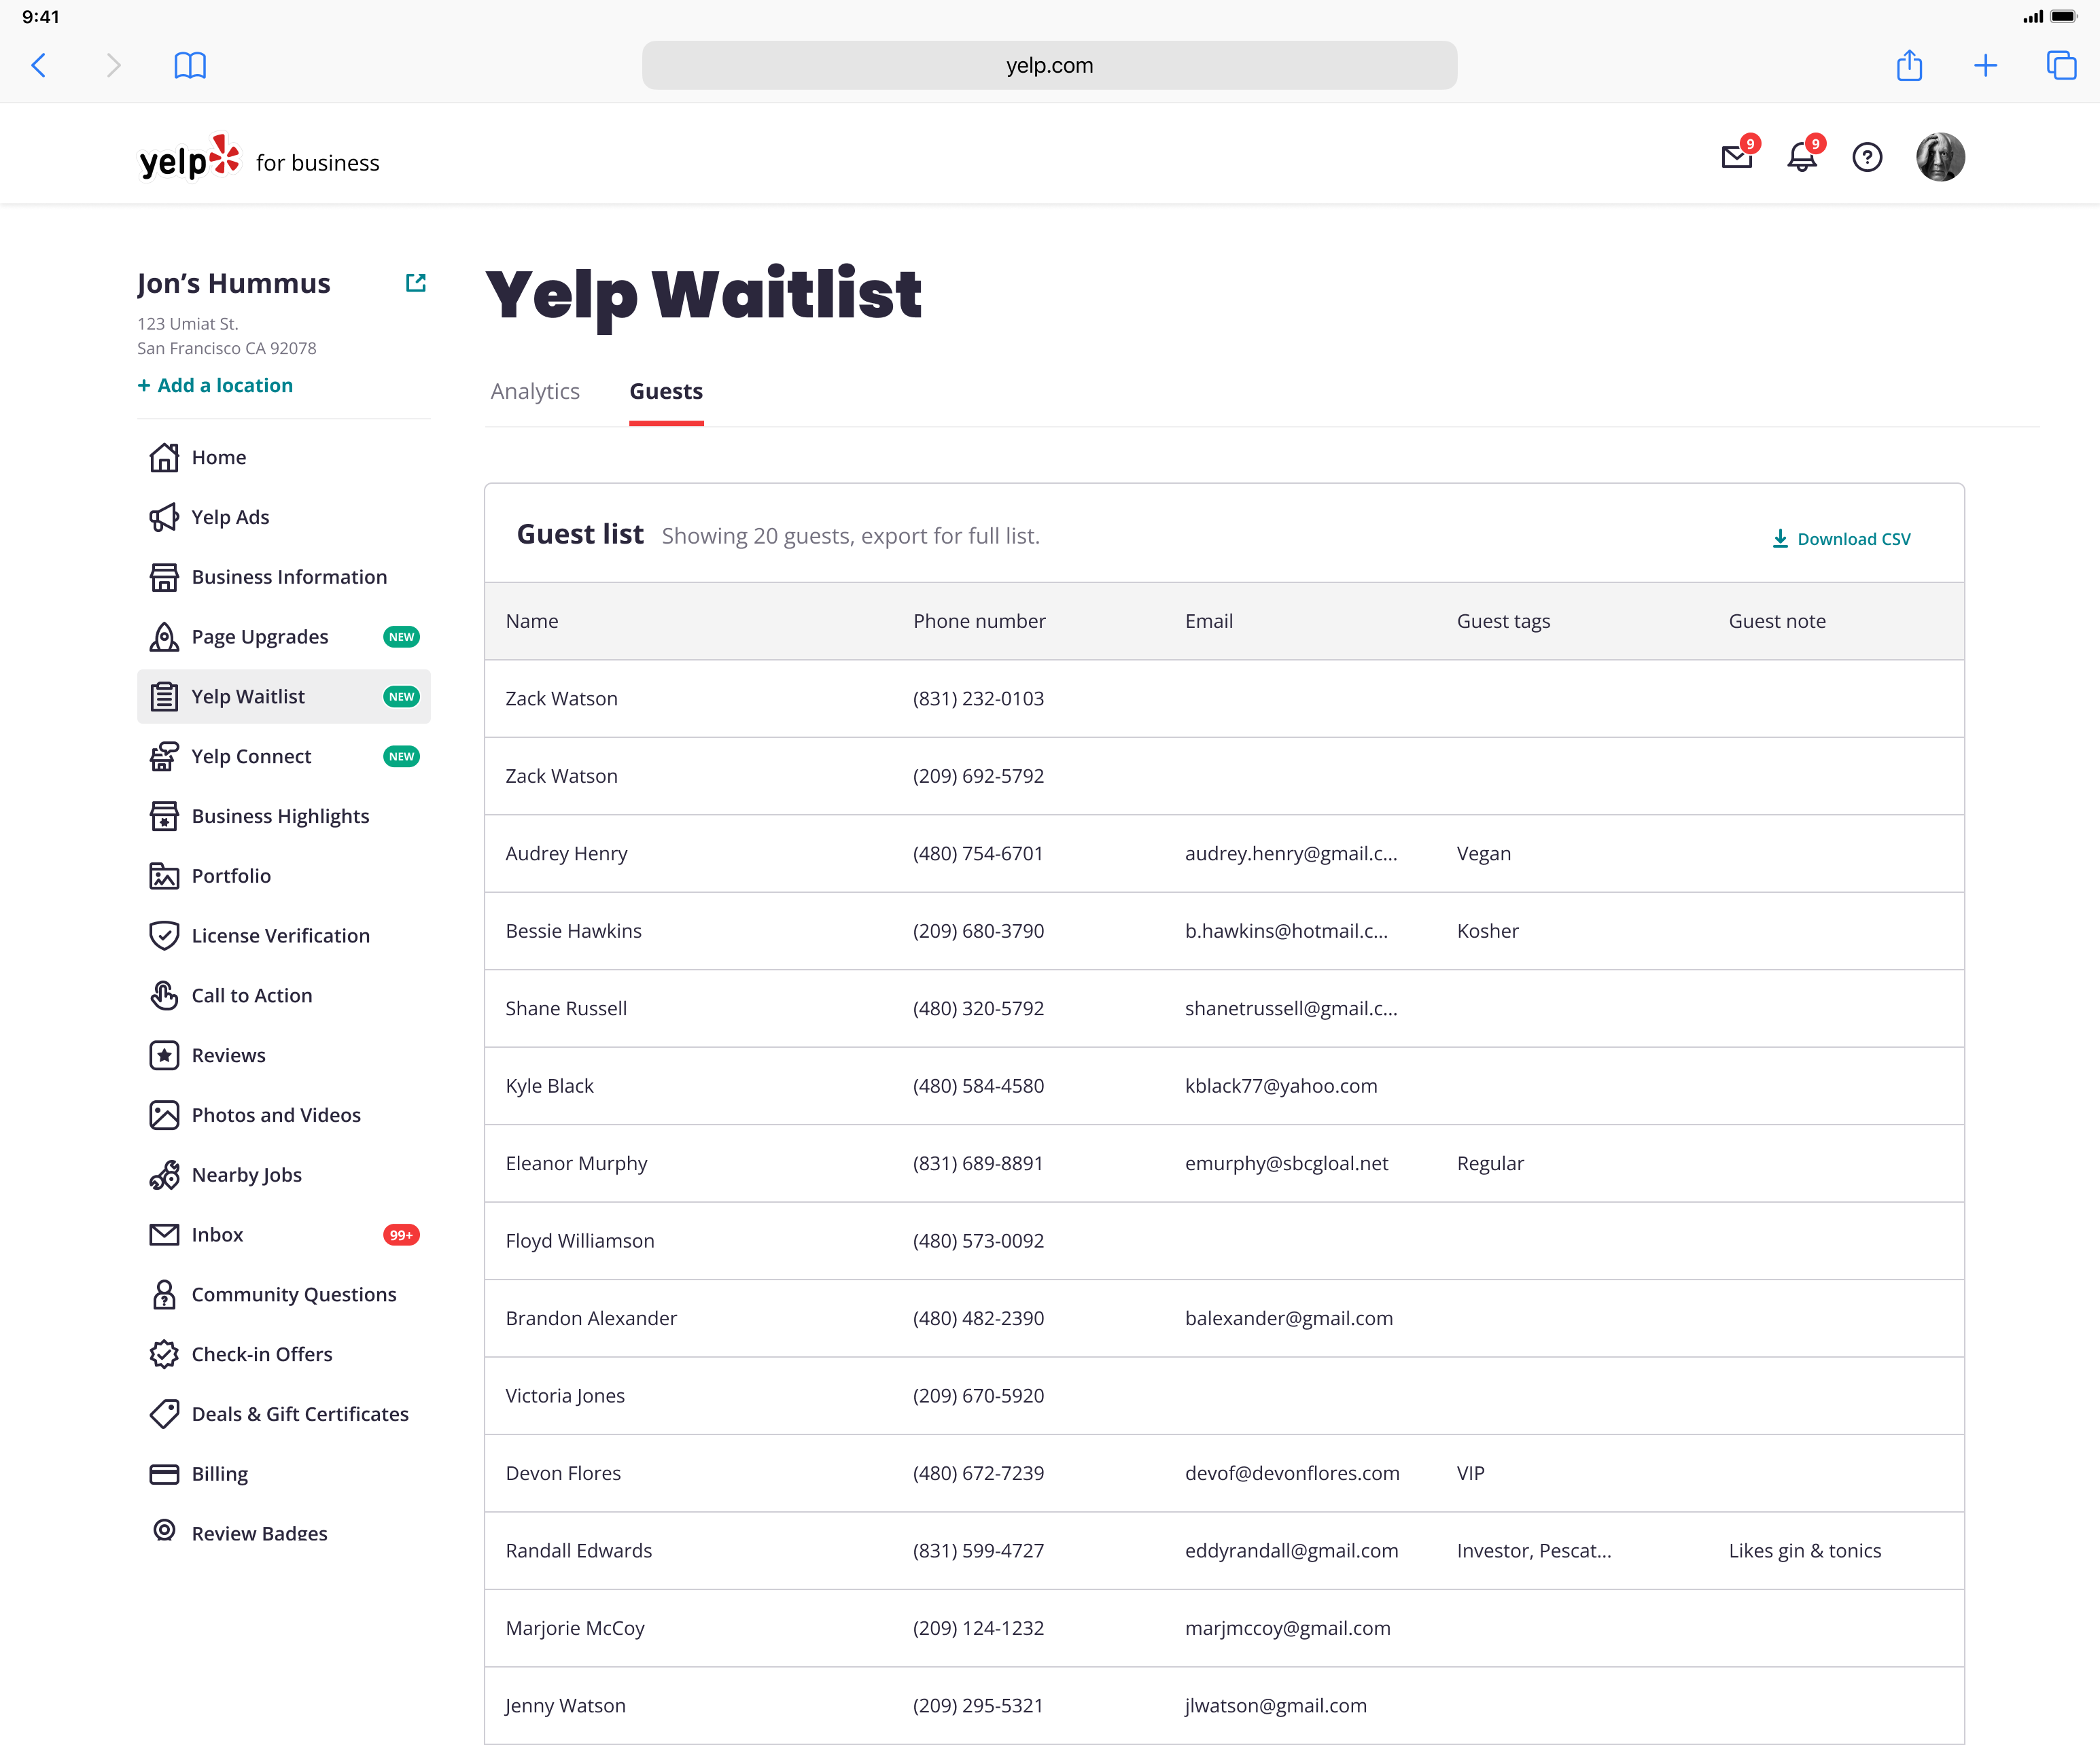 9:41
yelp.com
yelp for business
9
9
Jon’s Hummus
123 Umiat St.
San Francisco CA 92078
+ Add a location
Home
Yelp Ads
Business Information
Page Upgrades NEW
Yelp Waitlist NEW
Yelp Connect NEW
Business Highlights
Portfolio
License Verification
Call to Action
Reviews
Photos and Videos
Nearby Jobs
Inbox 99+
Community Questions
Check-in Offers
Deals & Gift Certificates
Billing
Review Badges
Yelp Waitlist
Analytics Guests
Guest list Showing 20 guests, export for full list. Download CSV
Name Phone number Email Guest tags Guest note
Zack Watson (831) 232-0103
Zack Watson (209) 692-5792
Audrey Henry (480) 754-6701 audrey.henry@gmail.c... Vegan
Bessie Hawkins (209) 680-3790 b.hawkins@hotmail.c... Kosher
Shane Russell (480) 320-5792 shanetrussell@gmail.c...
Kyle Black (480) 584-4580 kblack77@yahoo.com
Eleanor Murphy (831) 689-8891 emurphy@sbcgloal.net Regular
Floyd Williamson (480) 573-0092
Brandon Alexander (480) 482-2390 balexander@gmail.com
Victoria Jones (209) 670-5920
Devon Flores (480) 672-7239 devof@devonflores.com VIP
Randall Edwards (831) 599-4727 eddyrandall@gmail.com Investor, Pescat... Likes gin & tonics
Marjorie McCoy (209) 124-1232 marjmccoy@gmail.com
Jenny Watson (209) 295-5321 jlwatson@gmail.com